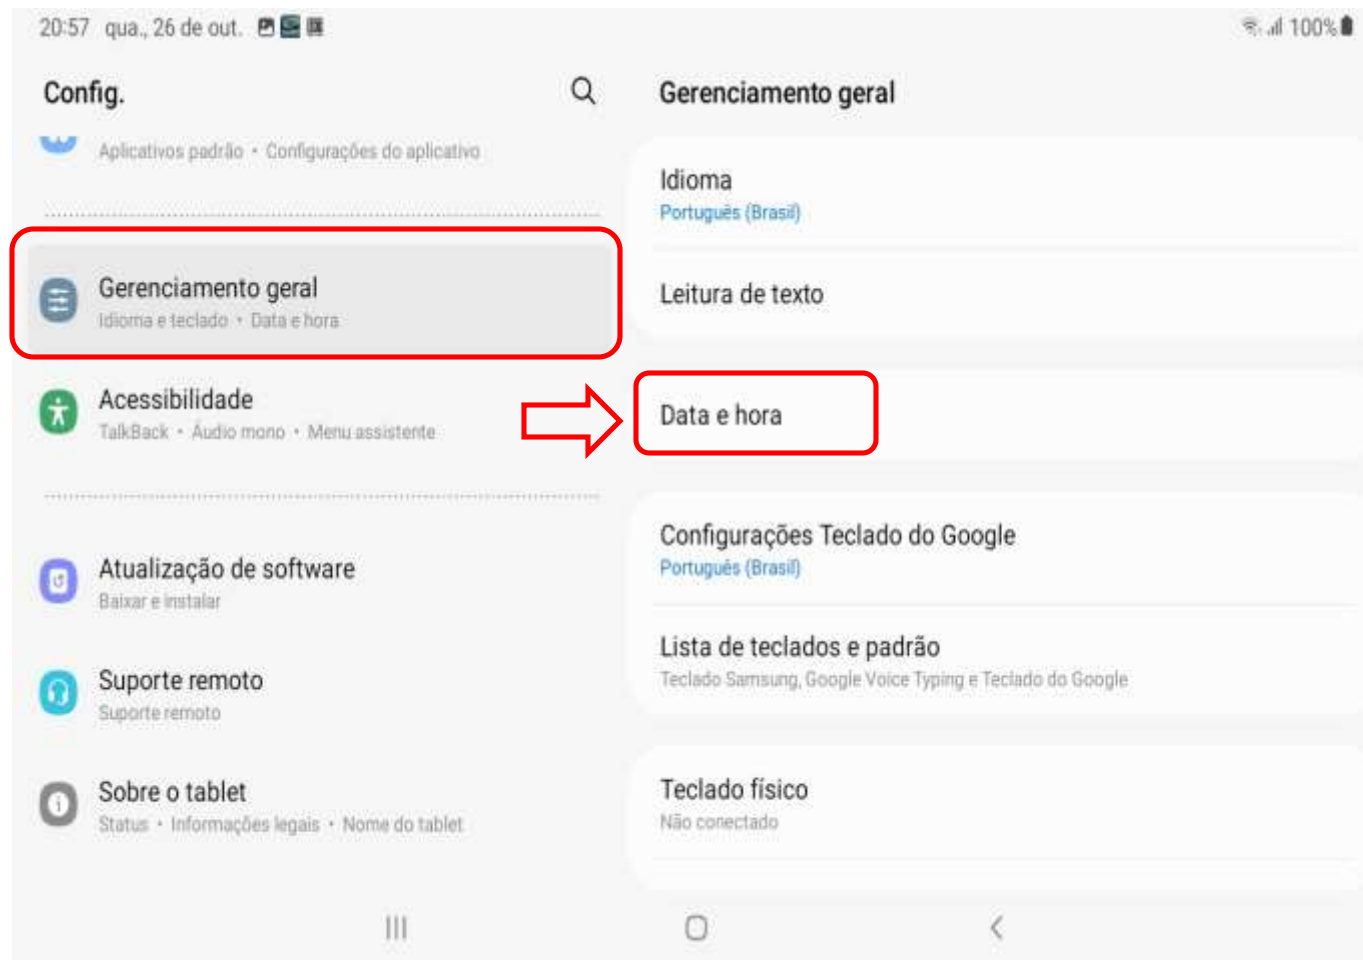 20:57 qua., 26 de out.
100%
Config.
Aplicativos padrão • Configurações do aplicativo
Gerenciamento geral
Idioma e teclado • Data e hora
Acessibilidade
TalkBack • Áudio mono • Menu assistente
Atualização de software
Baixar e instalar
Suporte remoto
Suporte remoto
Sobre o tablet
Status • Informações legais • Nome do tablet
Gerenciamento geral
Idioma
Português (Brasil)
Leitura de texto
Data e hora
Configurações Teclado do Google
Português (Brasil)
Lista de teclados e padrão
Teclado Samsung, Google Voice Typing e Teclado do Google
Teclado físico
Não conectado